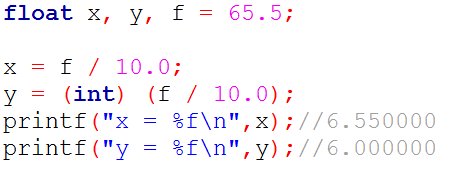 float x, y, f = 65.5;
x = f / 10.0;
y = (int) (f / 10.0);
printf("x = %f\n",x);//6.550000
printf("y = %f\n",y);//6.000000